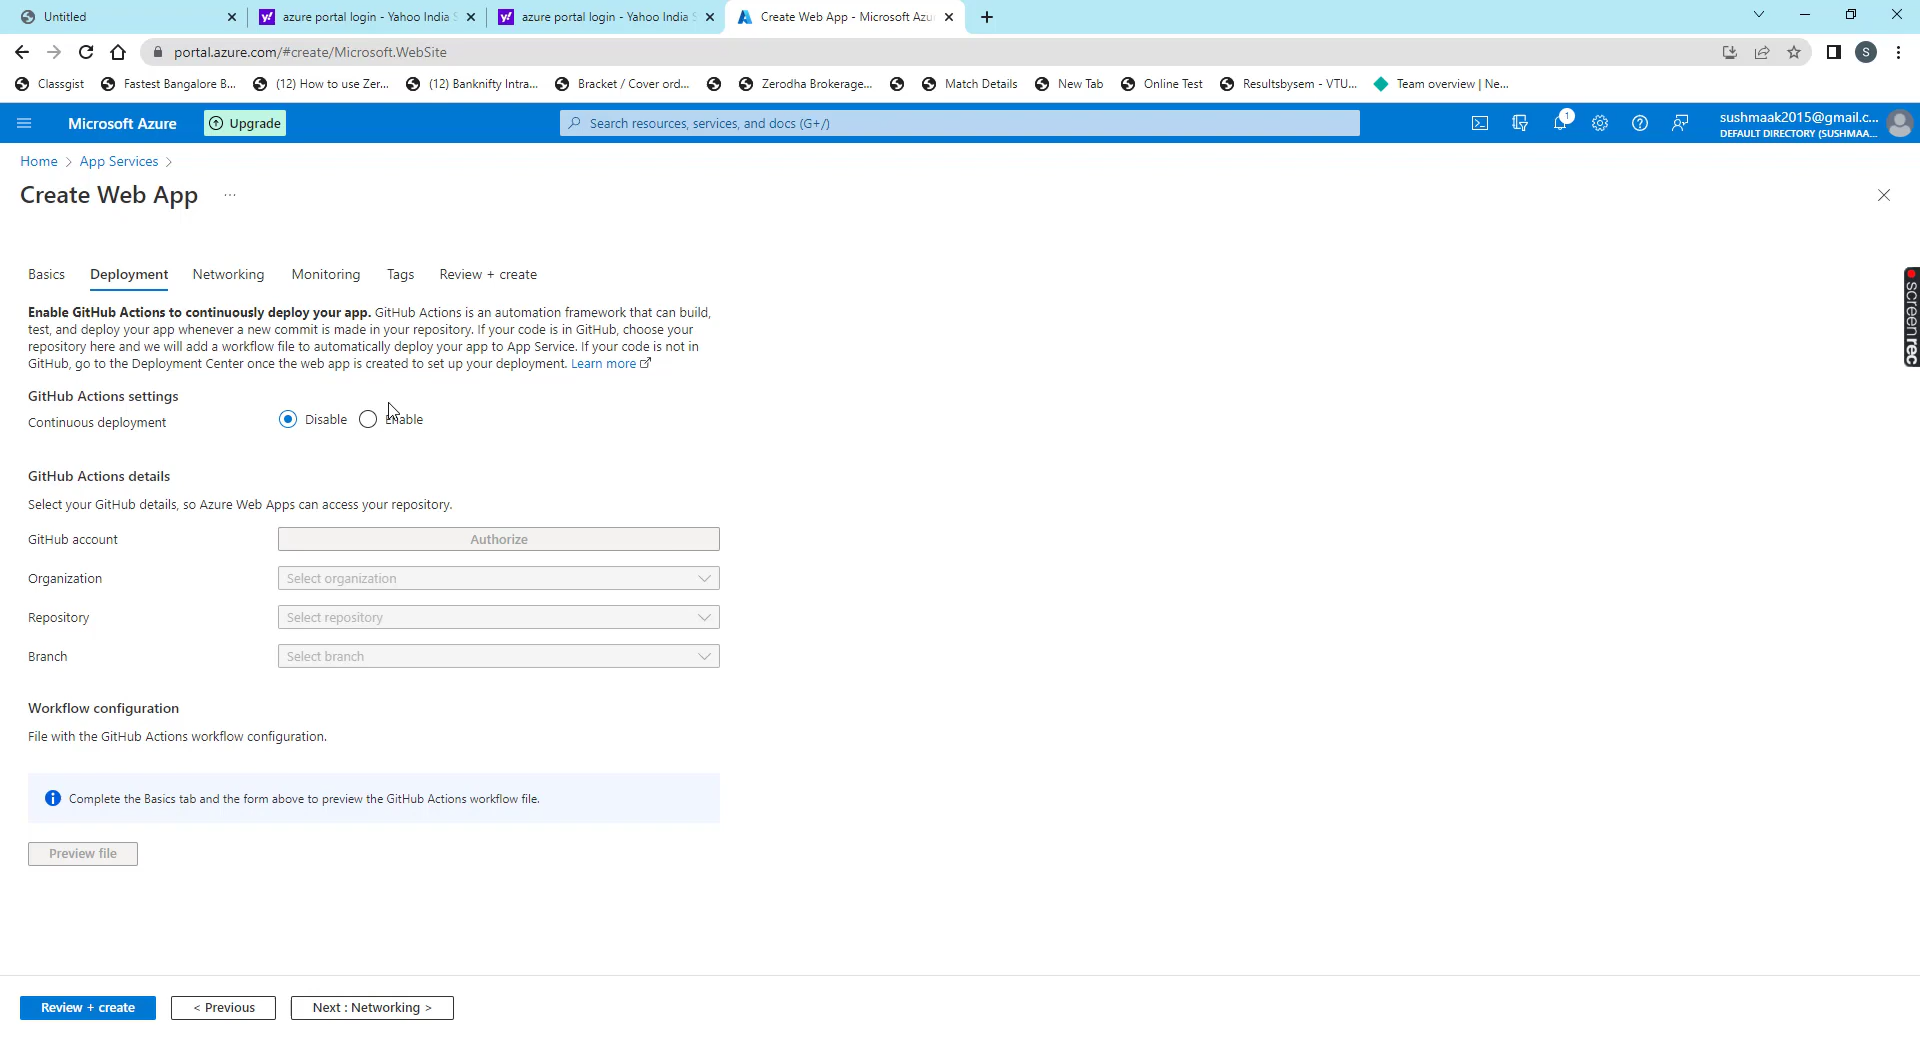 Untitled
azure portal login - Yahoo India S
azure portal login - Yahoo India S
Create Web App - Microsoft Azu
portal.azure.com/#create/Microsoft.WebSite
S
Classgist
Fastest Bangalore B...
(12) How to use Zer...
(12) Banknifty Intra...
Bracket / Cover ord...
Zerodha Brokerage...
Match Details
New Tab
Online Test
Resultsbysem - VTU...
Team overview | Ne...
Microsoft Azure
Upgrade
Search resources, services, and docs (G+/)
1
sushmaak2015@gmail.c...
DEFAULT DIRECTORY (SUSHMAA...
Home > App Services >
Create Web App ...
Basics
Deployment
Networking
Monitoring
Tags
Review + create
Enable GitHub Actions to continuously deploy your app. GitHub Actions is an automation framework that can build,
test, and deploy your app whenever a new commit is made in your repository. If your code is in GitHub, choose your
repository here and we will add a workflow file to automatically deploy your app to App Service. If your code is not in
GitHub, go to the Deployment Center once the web app is created to set up your deployment. Learn more
GitHub Actions settings
Continuous deployment
Disable
Enable
GitHub Actions details
Select your GitHub details, so Azure Web Apps can access your repository.
GitHub account
Authorize
Organization
Select organization
Repository
Select repository
Branch
Select branch
Workflow configuration
File with the GitHub Actions workflow configuration.
Complete the Basics tab and the form above to preview the GitHub Actions workflow file.
Preview file
Review + create
< Previous
Next : Networking >
screenrec